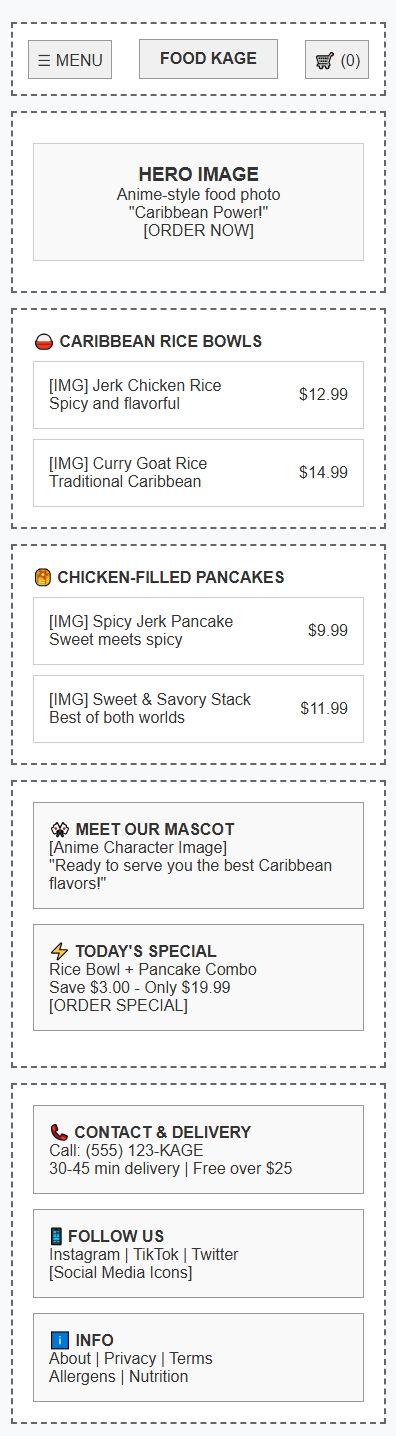 ☰ MENU
FOOD KAGE
🛒 (0)
HERO IMAGE
Anime-style food photo
"Caribbean Power!"
[ORDER NOW]
CARIBBEAN RICE BOWLS
[IMG] Jerk Chicken Rice
Spicy and flavorful
$12.99
[IMG] Curry Goat Rice
Traditional Caribbean
$14.99
CHICKEN-FILLED PANCAKES
[IMG] Spicy Jerk Pancake
Sweet meets spicy
$9.99
[IMG] Sweet & Savory Stack
Best of both worlds
$11.99
MEET OUR MASCOT
[Anime Character Image]
"Ready to serve you the best Caribbean
flavors!"
⚡ TODAY'S SPECIAL
Rice Bowl + Pancake Combo
Save $3.00 - Only $19.99
[ORDER SPECIAL]
📞 CONTACT & DELIVERY
Call: (555) 123-KAGE
30-45 min delivery | Free over $25
📱 FOLLOW US
Instagram | TikTok | Twitter
[Social Media Icons]
ℹ️ INFO
About | Privacy | Terms
Allergens | Nutrition